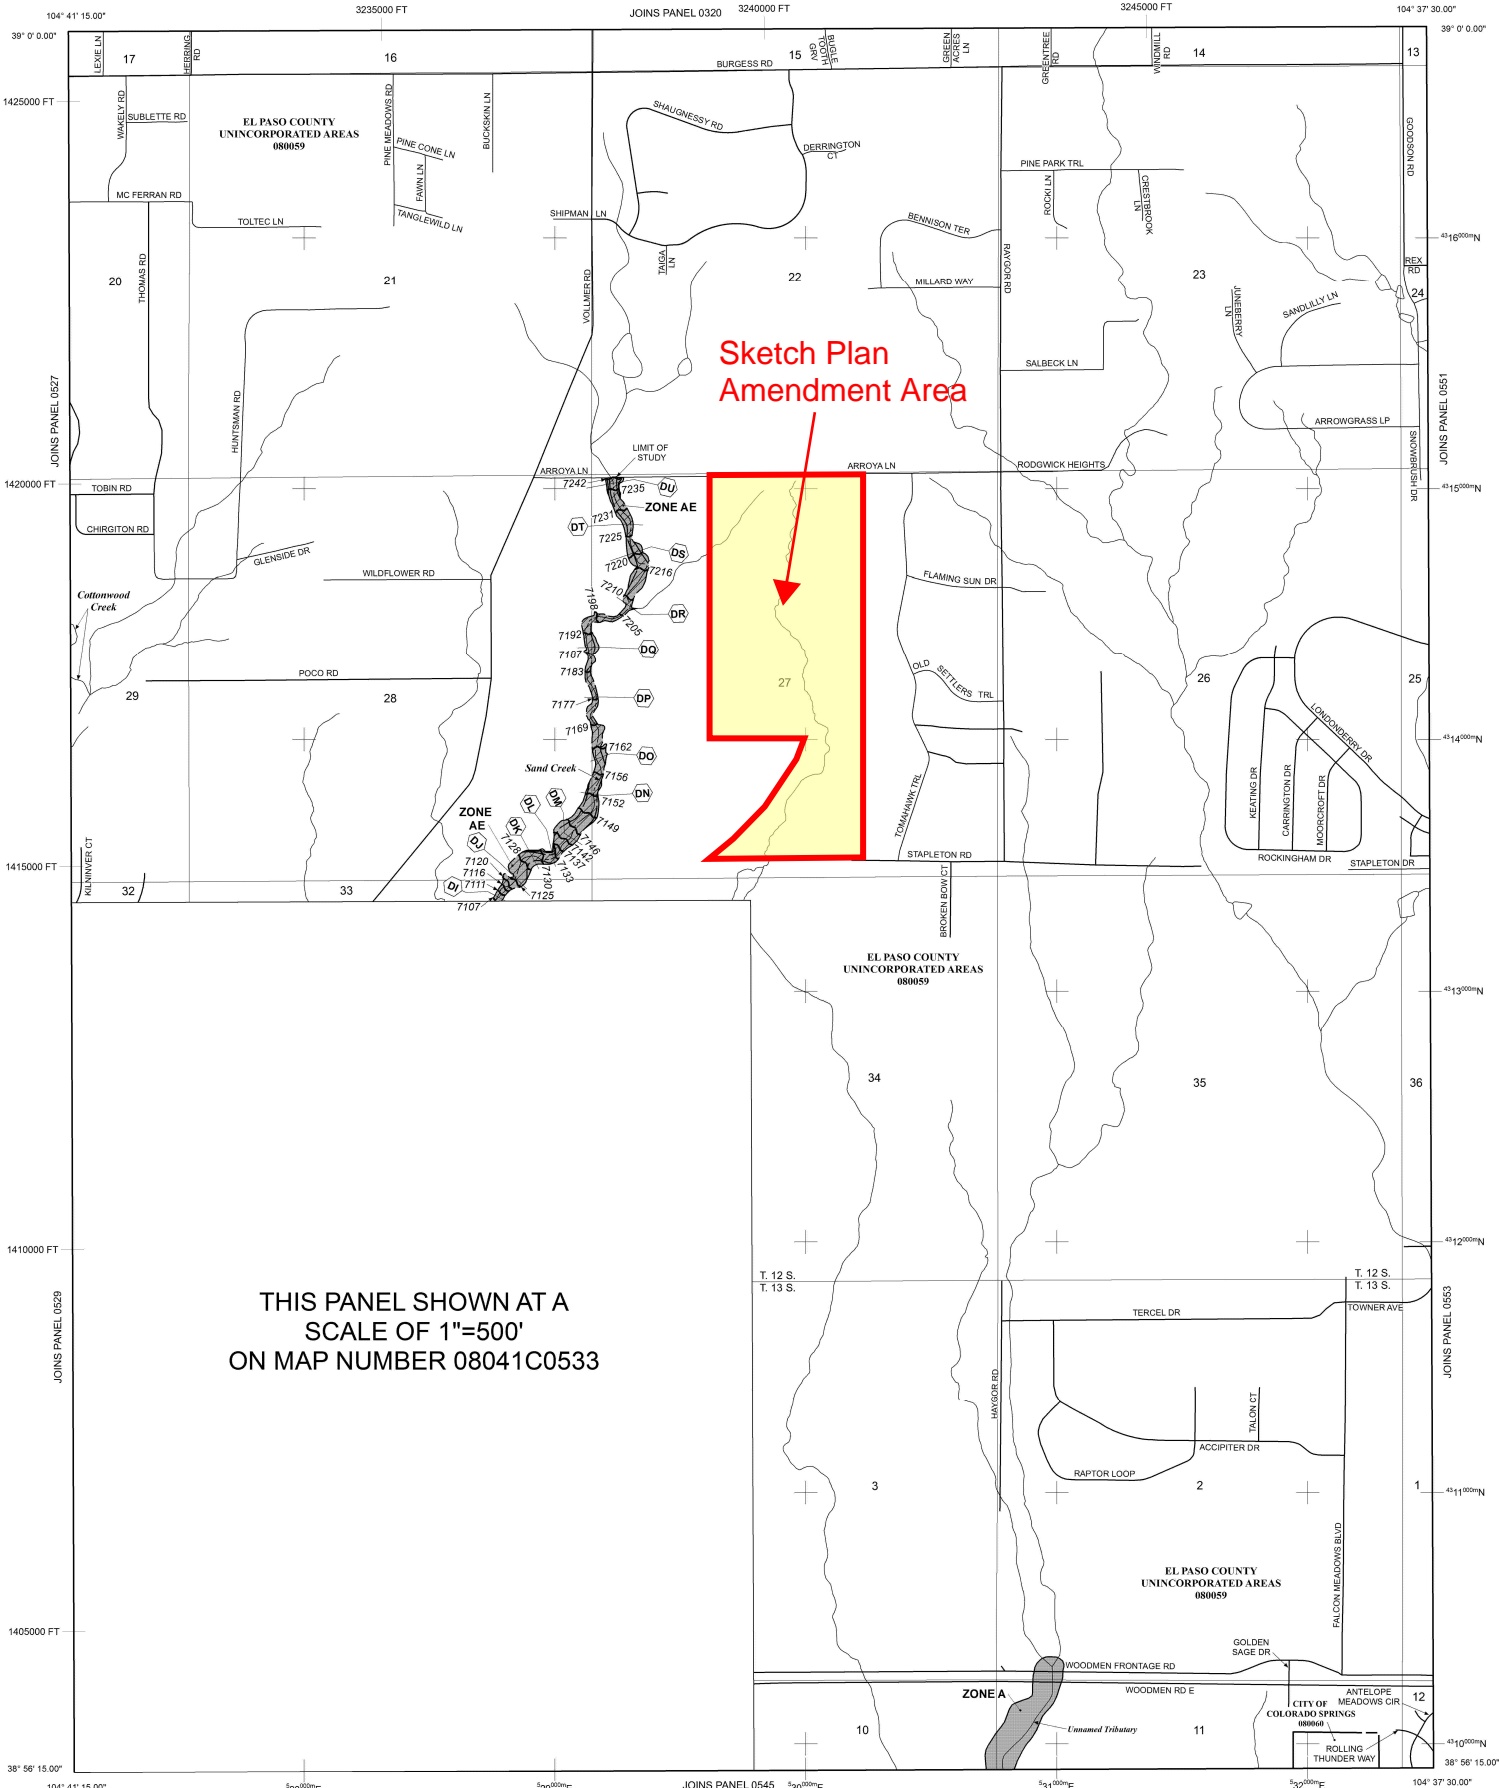 104° 41' 15.00"
3235000 FT
JOINS PANEL 0320
3240000 FT
3245000 FT
104° 37' 30.00"
39° 0' 0.00"
39° 0' 0.00"
LEXIE LN
17
HERRING RD
16
15
BUGLE TOOTH GRV
GREEN ACRES LN
GREENTREE RD
WINDMILL RD
14
13
BURGESS RD
1425000 FT
WAKELY RD
SUBLETTE RD
EL PASO COUNTY
UNINCORPORATED AREAS
080059
PINE MEADOWS RD
PINE CONE LN
FAWN LN
TANGLEWILD LN
BUCKSKIN LN
SHAUGNESSY RD
DERRINGTON
CT
PINE PARK TRL
ROCKI LN
CRESTBROOK LN
GOODSON RD
MC FERRAN RD
TOLTEC LN
SHIPMAN LN
TAIGA LN
BENNISON TER
RAYGOR RD
4316000mN
REX
RD
20
THOMAS RD
21
VOLLMER RD
22
MILLARD WAY
23
JUNEBERRY LN
SANDLILLY LN
24
Sketch Plan
Amendment Area
SALBECK LN
JOINS PANEL 0527
JOINS PANEL 0551
HUNTSMAN RD
ARROWGRASS LP
SNOWBRUSH DR
LIMIT OF
STUDY
ARROYA LN
ARROYA LN
RODGWICK HEIGHTS
1420000 FT
TOBIN RD
CHIRGITON RD
GLENSIDE DR
WILDFLOWER RD
4315000mN
7242
7235
DU
ZONE AE
7231
DT
7225
DS
7220
7216
7210
DR
7198
7205
7192
DQ
7107
7183
DP
7177
7169
7162
DO
7156
Sand Creek
7152
DN
DM
DL
7149
ZONE
AE
DK
DJ
7146
7142
7137
7133
7130
7128
7120
7116
7111
DI
7125
7107
Cottonwood
Creek
FLAMING SUN DR
OLD SETTLERS TRL
POCO RD
29
28
27
26
25
LONDONDERRY DR
4314000mN
TOMAHAWK TRL
KEATING DR
CARRINGTON DR
MOORCROFT DR
ROCKINGHAM DR
STAPLETON DR
STAPLETON RD
1415000 FT
KILNINVER CT
32
33
BROKEN BOW CT
EL PASO COUNTY
UNINCORPORATED AREAS
080059
4313000mN
34
35
36
1410000 FT
4312000mN
T. 12 S.
T. 13 S.
T. 12 S.
T. 13 S.
TERCEL DR
TOWNER AVE
THIS PANEL SHOWN AT A
SCALE OF 1"=500'
ON MAP NUMBER 08041C0533
JOINS PANEL 0529
JOINS PANEL 0553
HAYGOR RD
TALON CT
ACCIPITER DR
RAPTOR LOOP
3
2
1
4311000mN
FALCON MEADOWS BLVD
EL PASO COUNTY
UNINCORPORATED AREAS
080059
1405000 FT
GOLDEN
SAGE DR
WOODMEN FRONTAGE RD
WOODMEN RD E
ZONE A
Unnamed Tributary
CITY OF
COLORADO SPRINGS
080060
ANTELOPE
MEADOWS CIR
12
10
11
ROLLING
THUNDER WAY
4310000mN
38° 56' 15.00"
38° 56' 15.00"
104° 41' 15.00"
JOINS PANEL 0545
530000mE
531000mE
532000mE
104° 37' 30.00"